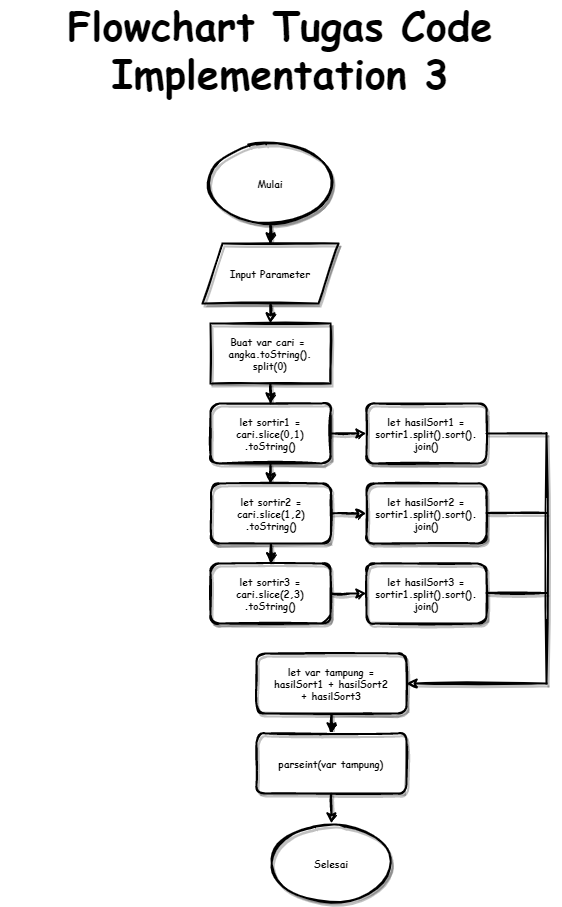 Flowchart Tugas Code
Implementation 3
Mulai
Input Parameter
Buat var cari =
angka.toString().
split(0)
let sortir1 =
cari.slice(0,1)
.toString()
let hasilSort1 =
sortir1.split().sort().
join()
let sortir2 =
cari.slice(1,2)
.toString()
let hasilSort2 =
sortir1.split().sort().
join()
let sortir3 =
cari.slice(2,3)
.toString()
let hasilSort3 =
sortir1.split().sort().
join()
let var tampung =
hasilSort1 + hasilSort2
+ hasilSort3
parseint(var tampung)
Selesai